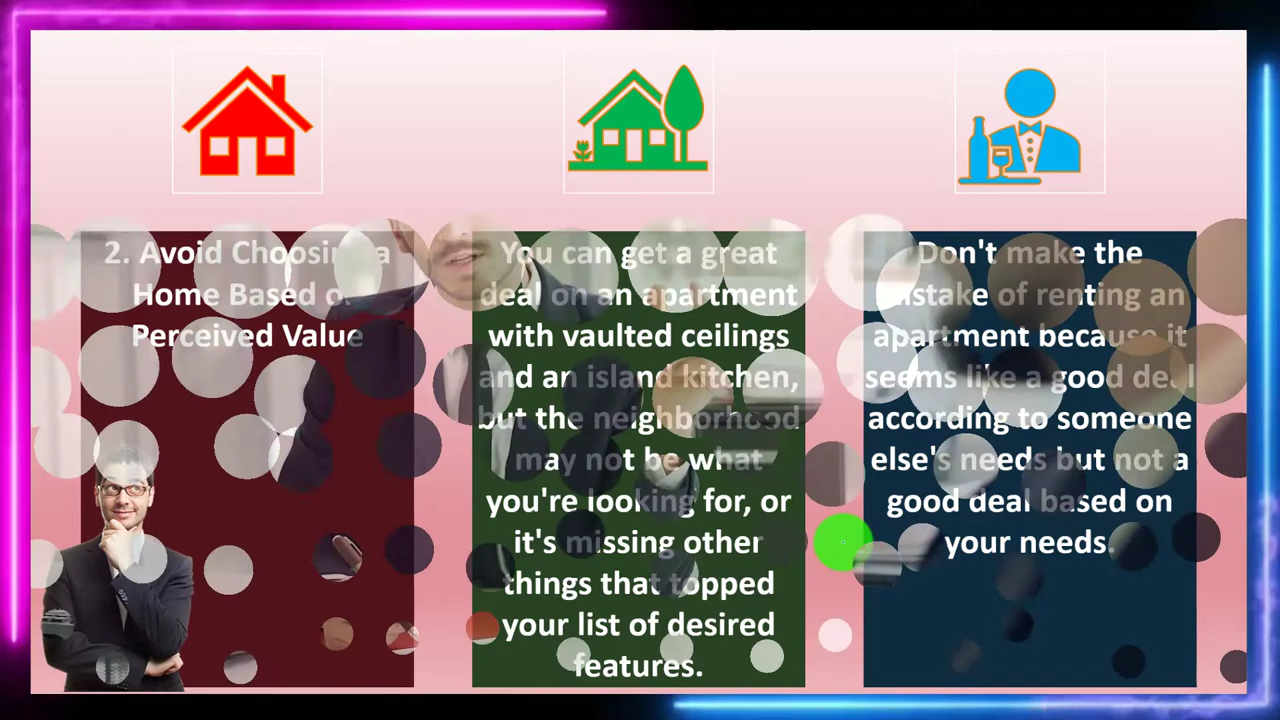 2. Avoid Choosing a
Home Based on
Perceived Value
You can get a great
deal on an apartment
with vaulted ceilings
and an island kitchen,
but the neighborhood
may not be what
you're looking for, or
it's missing other
things that topped
your list of desired
features.
Don't make the
mistake of renting an
apartment because it
seems like a good deal
according to someone
else's needs but not a
good deal based on
your needs.